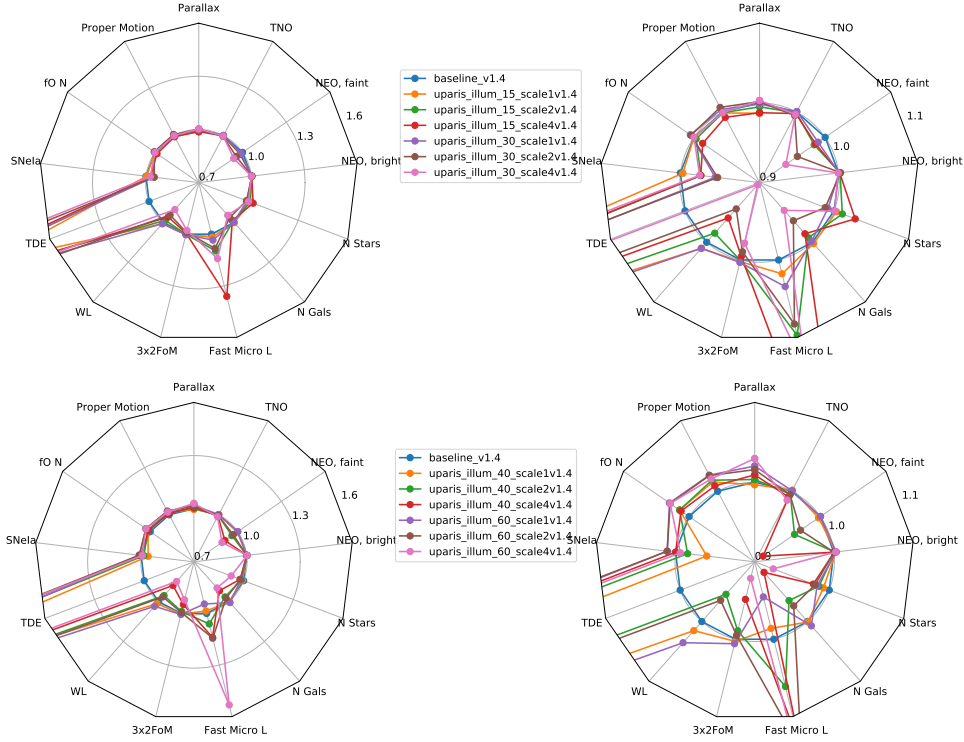 Parallax
Proper Motion
TNO
fO N
NEO, faint
1.6
1.3
1.0
0.7
SNeIa
NEO, bright
TDE
N Stars
WL
N Gals
3x2FoM
Fast Micro L
baseline_v1.4
uparis_illum_15_scale1v1.4
uparis_illum_15_scale2v1.4
uparis_illum_15_scale4v1.4
uparis_illum_30_scale1v1.4
uparis_illum_30_scale2v1.4
uparis_illum_30_scale4v1.4
Parallax
Proper Motion
TNO
fO N
NEO, faint
1.1
1.0
0.9
SNeIa
NEO, bright
TDE
N Stars
WL
N Gals
3x2FoM
Fast Micro L
Parallax
Proper Motion
TNO
fO N
NEO, faint
1.6
1.3
1.0
0.7
SNeIa
NEO, bright
TDE
N Stars
WL
N Gals
3x2FoM
Fast Micro L
baseline_v1.4
uparis_illum_40_scale1v1.4
uparis_illum_40_scale2v1.4
uparis_illum_40_scale4v1.4
uparis_illum_60_scale1v1.4
uparis_illum_60_scale2v1.4
uparis_illum_60_scale4v1.4
Parallax
Proper Motion
TNO
fO N
NEO, faint
1.1
1.0
0.9
SNeIa
NEO, bright
TDE
N Stars
WL
N Gals
3x2FoM
Fast Micro L